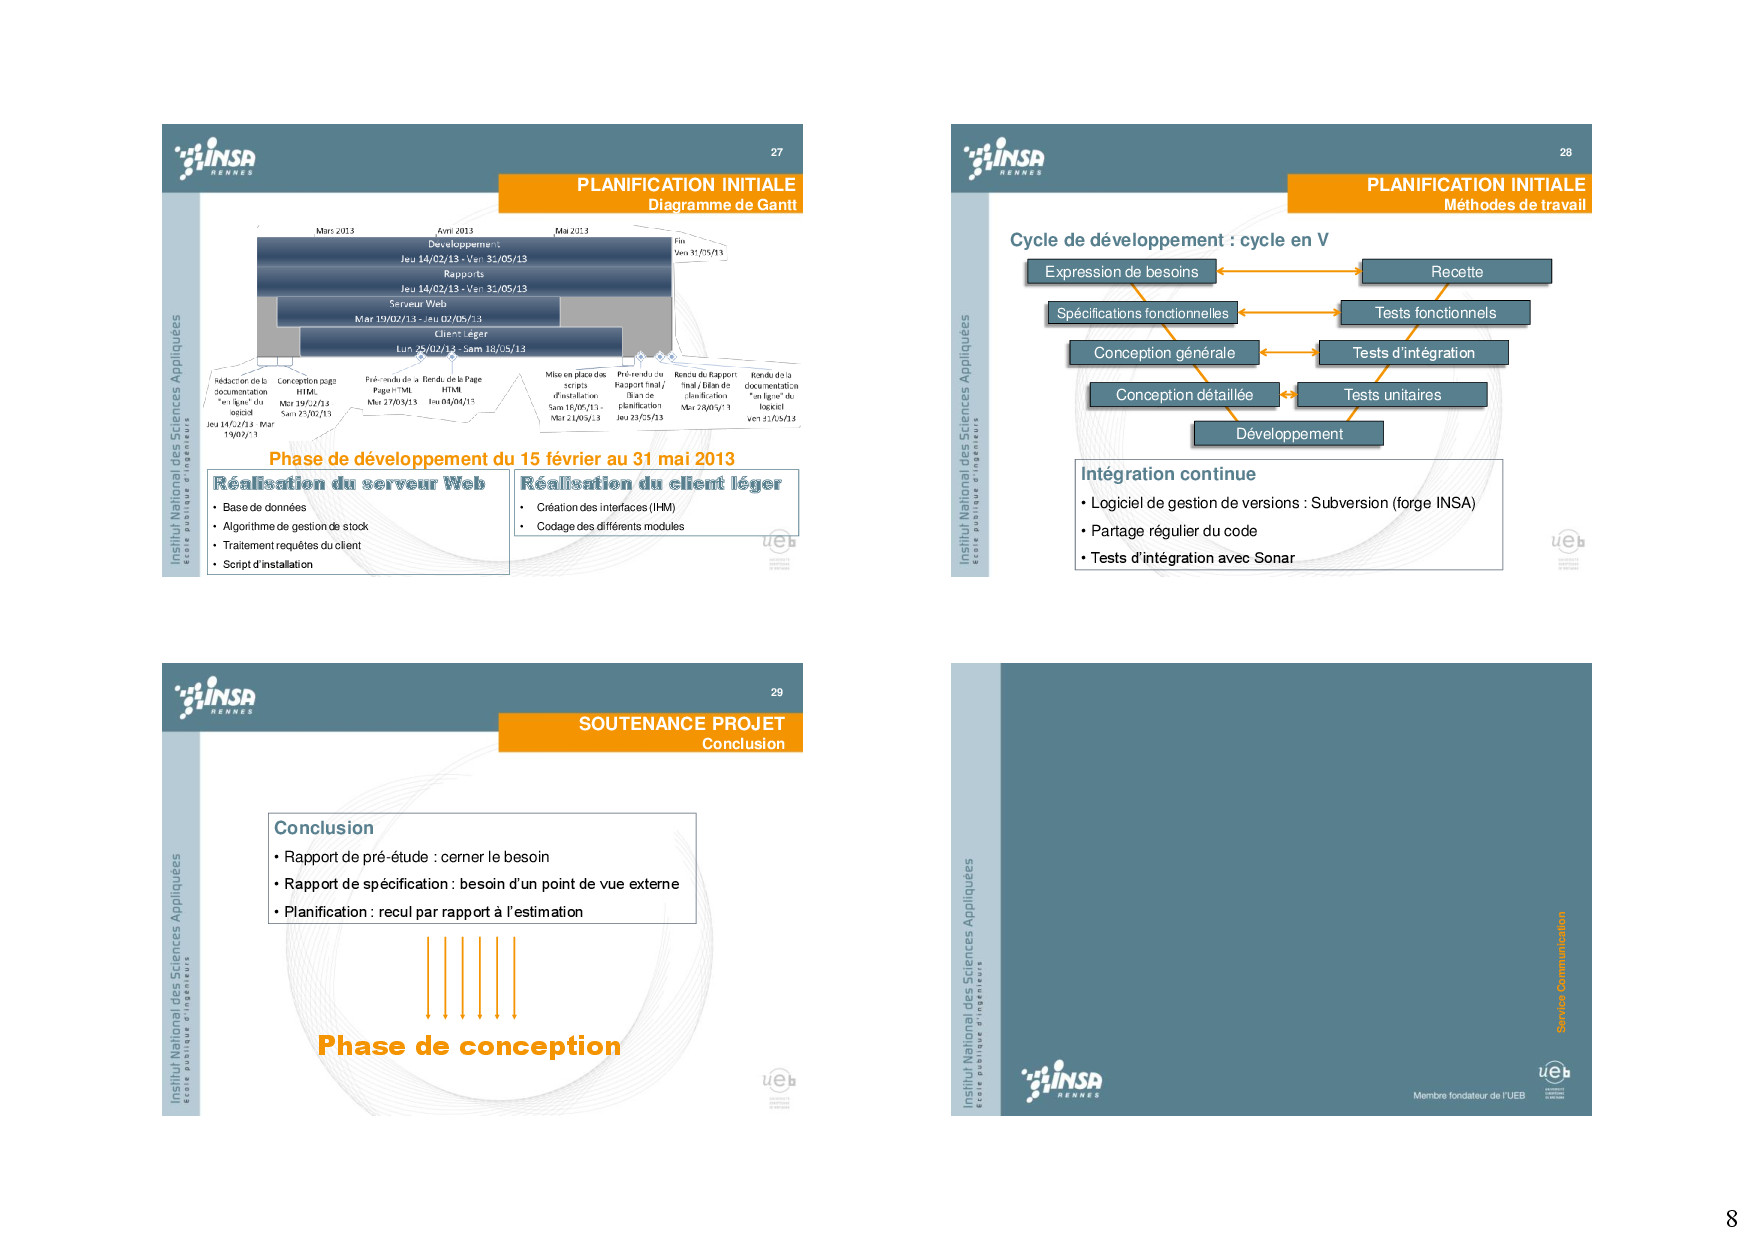 INSA
RENNES
27
PLANIFICATION INITIALE
Diagramme de Gantt
Institut National des Sciences Appliquées
Ecole publique d'ingénieurs
Mars 2013
Avril 2013
Mai 2013
Développement
Jeu 14/02/13 - Ven 31/05/13
Fin
Ven 31/05/13
Rapports
Jeu 14/02/13 - Ven 31/05/13
Serveur Web
Mar 19/02/13 - Jeu 02/05/13
Client Léger
Lun 25/02/13 - Sam 18/05/13
Rédaction de la
documentation
"en ligne" du
logiciel
Jeu 14/02/13 - Mar
19/02/13
Conception page
HTML
Mar 19/02/13
Sam 23/02/13
Pré-rendu de la
Page HTML
Mer 27/03/13
Rendu de la Page
HTML
Jeu 04/04/13
Mise en place des
scripts
d'installation
Sam 18/05/13 -
Mar 21/05/13
Pré-rendu du
Rapport final /
Bilan de
planification
Jeu 23/05/13
Rendu du Rapport
final / Bilan de
planification
Mar 28/05/13
Rendu de la
documentation
"en ligne" du
logiciel
Ven 31/05/13
Phase de développement du 15 février au 31 mai 2013
Réalisation du serveur Web
• Base de données
• Algorithme de gestion de stock
• Traitement requêtes du client
• Script d'installation
Réalisation du client léger
• Création des interfaces (IHM)
• Codage des différents modules
ueb
INSA
RENNES
28
PLANIFICATION INITIALE
Méthodes de travail
Institut National des Sciences Appliquées
Ecole publique d'ingénieurs
Cycle de développement : cycle en V
Expression de besoins
Recette
Spécifications fonctionnelles
Tests fonctionnels
Conception générale
Tests d'intégration
Conception détaillée
Tests unitaires
Développement
Intégration continue
• Logiciel de gestion de versions : Subversion (forge INSA)
• Partage régulier du code
• Tests d'intégration avec Sonar
ueb
INSA
RENNES
29
SOUTENANCE PROJET
Conclusion
Institut National des Sciences Appliquées
Ecole publique d'ingénieurs
Conclusion
• Rapport de pré-étude : cerner le besoin
• Rapport de spécification : besoin d'un point de vue externe
• Planification : recul par rapport à l'estimation
Phase de conception
ueb
Institut National des Sciences Appliquées
Ecole publique d'ingénieurs
Service Communication
INSA
RENNES
Membre fondateur de l'UEB
ueb
8